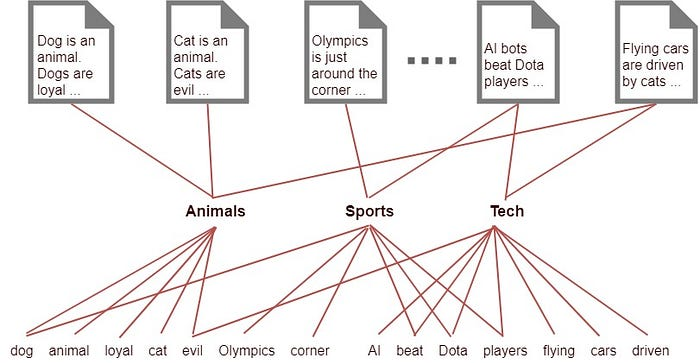 Dog is an
animal.
Dogs are
loyal ...
Cat is an
animal.
Cats are
evil ...
Olympics
is just
around the
corner ...
AI bots
beat Dota
players ...
Flying cars
are driven
by cats ...
Animals
Sports
Tech
dog animal loyal cat evil Olympics corner AI beat Dota players flying cars driven